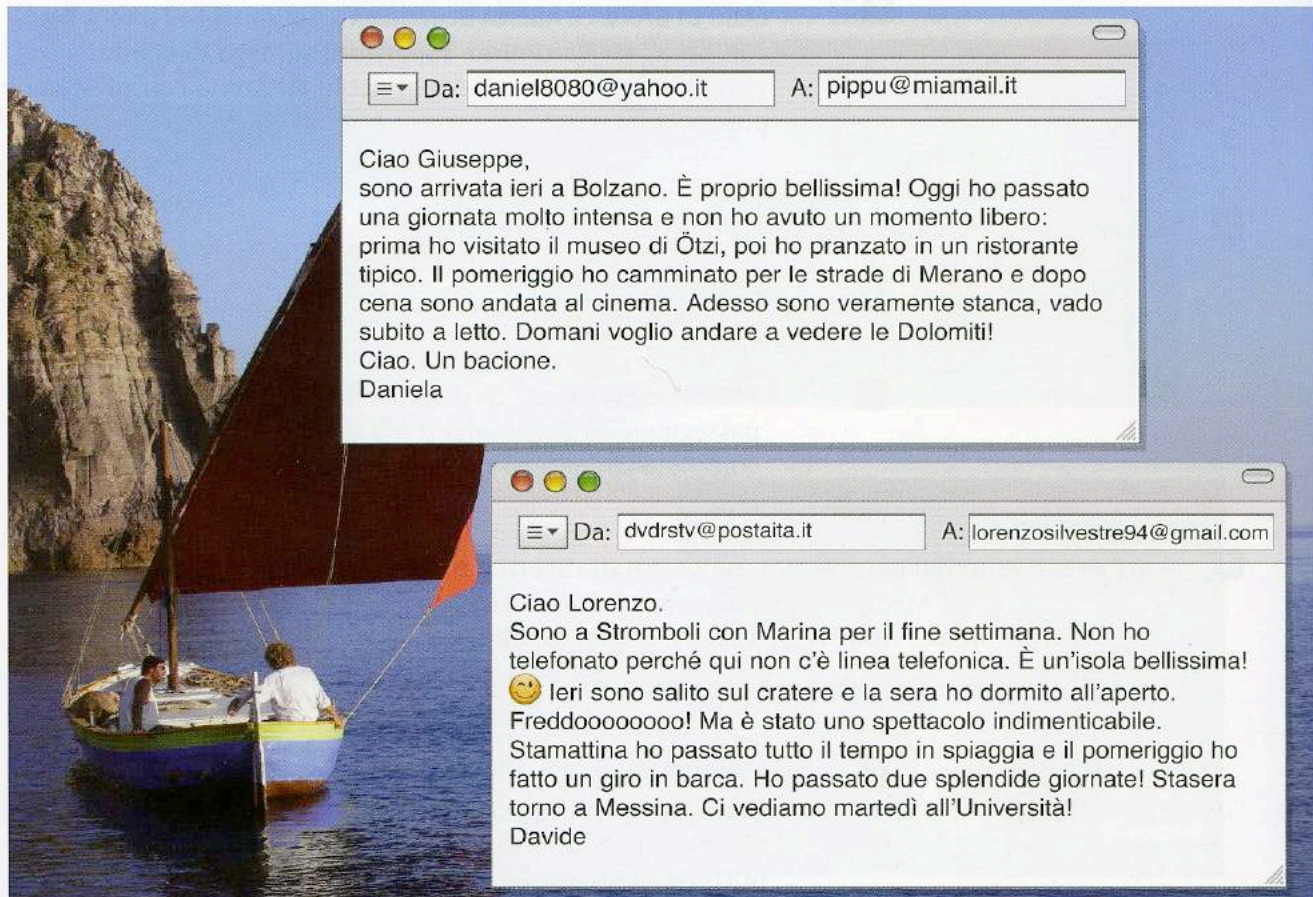 Da: daniel8080@yahoo.it A: pippu@miamail.it
Ciao Giuseppe,
sono arrivata ieri a Bolzano. È proprio bellissima! Oggi ho passato
una giornata molto intensa e non ho avuto un momento libero:
prima ho visitato il museo di Ötzi, poi ho pranzato in un ristorante
tipico. Il pomeriggio ho camminato per le strade di Merano e dopo
cena sono andata al cinema. Adesso sono veramente stanca, vado
subito a letto. Domani voglio andare a vedere le Dolomiti!
Ciao. Un bacione.
Daniela
Da: dvdrstv@postaita.it A: lorenzosilvestre94@gmail.com
Ciao Lorenzo.
Sono a Stromboli con Marina per il fine settimana. Non ho
telefonato perché qui non c'è linea telefonica. È un'isola bellissima!
😉 Ieri sono salito sul cratere e la sera ho dormito all'aperto.
Freddooooooooo! Ma è stato uno spettacolo indimenticabile.
Stamattina ho passato tutto il tempo in spiaggia e il pomeriggio ho
fatto un giro in barca. Ho passato due splendide giornate! Stasera
torno a Messina. Ci vediamo martedì all'Università!
Davide